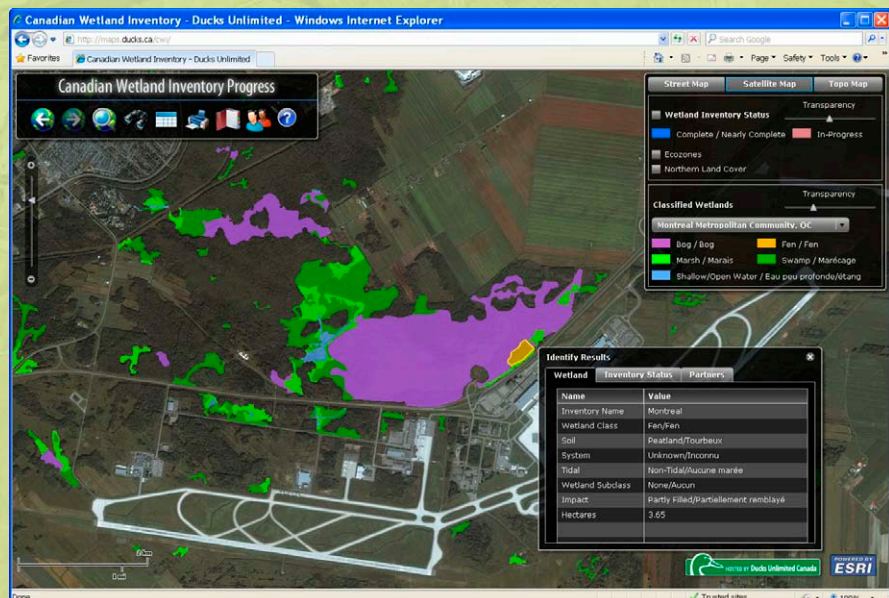 Canadian Wetland Inventory - Ducks Unlimited - Windows Internet Explorer
http://maps.ducks.ca/cwi/
Search Google
Favorites
Canadian Wetland Inventory - Ducks Unlimited
Page
Safety
Tools
Canadian Wetland Inventory Progress
Street Map
Satellite Map
Topo Map
Wetland Inventory Status
Transparency
Complete / Nearly Complete
In-Progress
Ecozones
Northern Land Cover
Classified Wetlands
Transparency
Montreal Metropolitan Community, QC
Bog / Bog
Fen / Fen
Marsh / Marais
Swamp / Marécage
Shallow/Open Water / Eau peu profonde/étang
Identify Results
Wetland
Inventory Status
Partners
Name Value
Inventory Name Montreal
Wetland Class Fen/Fen
Soil Peatland/Tourbeux
System Unknown/Inconnu
Tidal Non-Tidal/Aucune marée
Wetland Subclass None/Aucun
Impact Partly Filled/Partiellement remblayé
Hectares 3.65
HOSTED BY Ducks Unlimited Canada
POWERED BY
ESRI
Done
Trusted sites
100%